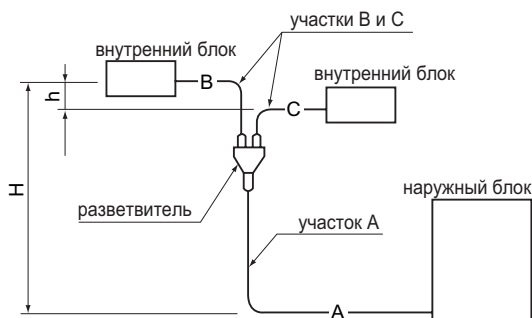 участки В и С
внутренний блок
внутренний блок
B
h
C
H
наружный блок
разветвитель
участок А
A